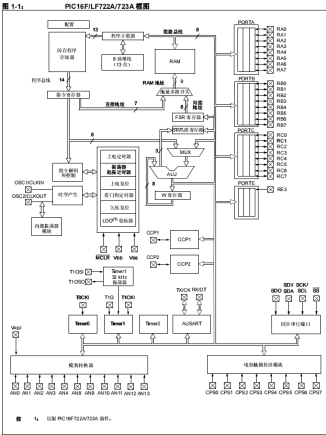 图 1-1: PIC16F/LF722A/723A 框图
配置
13
程序计数器
数据总线
8
PORTA
RA0
RA1
RA2
RA3
RA4
RA5
RA6
RA7
闪存程序
存储器
8 级堆栈
(13 位)
RAM
程序总线
14
RAM 地址
9
PORTB
RB0
RB1
RB2
RB3
RB4
RB5
RB6
RB7
指令寄存器
地址多路开关
直接地址
7
8
间接
地址
FSR 寄存器
STATUS 寄存器
8
PORTC
RC0
RC1
RC2
RC3
RC4
RC5
RC6
RC7
3
MUX
上电定时器
振荡器
起振定时器
指令解码
和控制
ALU
OSC1/CLKIN
OSC2/CLKOUT
时序产生
上电复位
看门狗定时器
欠压复位
LDO(1) 稳压器
8
W 寄存器
PORTE
RE3
内部振荡器
模块
CCP1
CCP1
MCLR VDD VSS
CCP2
CCP2
T1OSI
T1OSO
Timer1
32 kHz
振荡器
TX/CK RX/DT
SDO
SDI/
SDA
SCK/
SCL
SS
T0CKI
T1G
T1CKI
Timer0
Timer1
Timer2
AUSART
同步串行端口
VREF
模数转换器
电容触摸传感模块
AN0 AN1 AN2 AN3 AN4 AN8 AN9 AN10 AN11 AN12 AN13
CPS0 CPS1 CPS2 CPS3 CPS4 CPS5 CPS6 CPS7
注 1: 仅限 PIC16F722A/723A 器件。